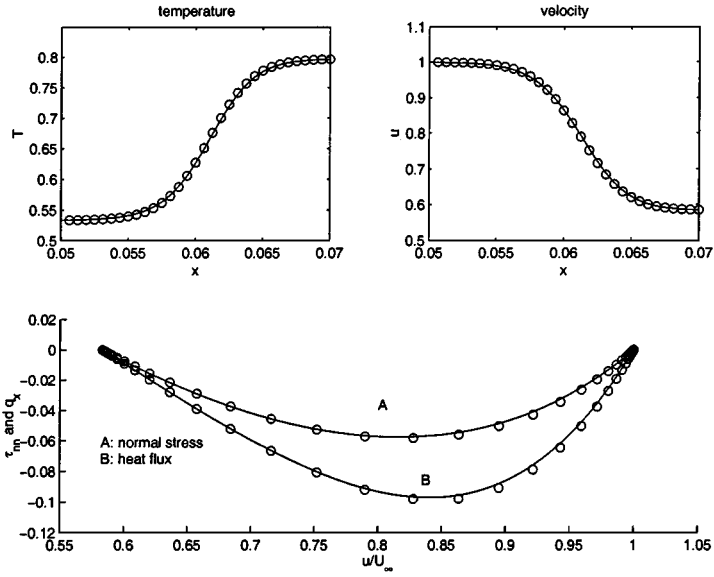 temperature
velocity
0.8
0.75
0.7
0.65
0.6
0.55
0.5
T
0.05 0.055 0.06 0.065 0.07
x
1.1
1
0.9
0.8
0.7
0.6
0.5
u
0.05 0.055 0.06 0.065 0.07
x
0.02
0
-0.02
-0.04
-0.06
-0.08
-0.1
-0.12
τnn and qx
A
B
A: normal stress
B: heat flux
0.55 0.6 0.65 0.7 0.75 0.8 0.85 0.9 0.95 1 1.05
u/U∞